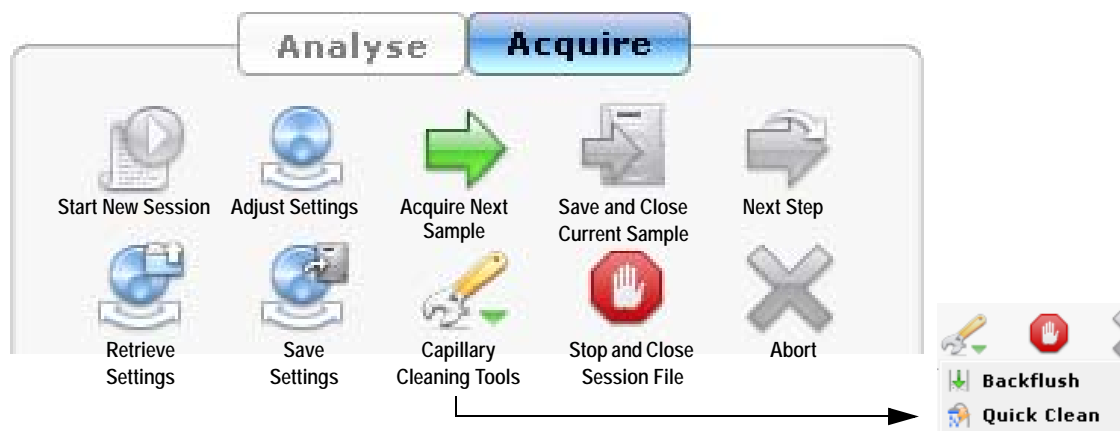 Analyse
Acquire
Start New Session
Adjust Settings
Acquire Next
Sample
Save and Close
Current Sample
Next Step
Retrieve
Settings
Save
Settings
Capillary
Cleaning Tools
Stop and Close
Session File
Abort
Backflush
Quick Clean